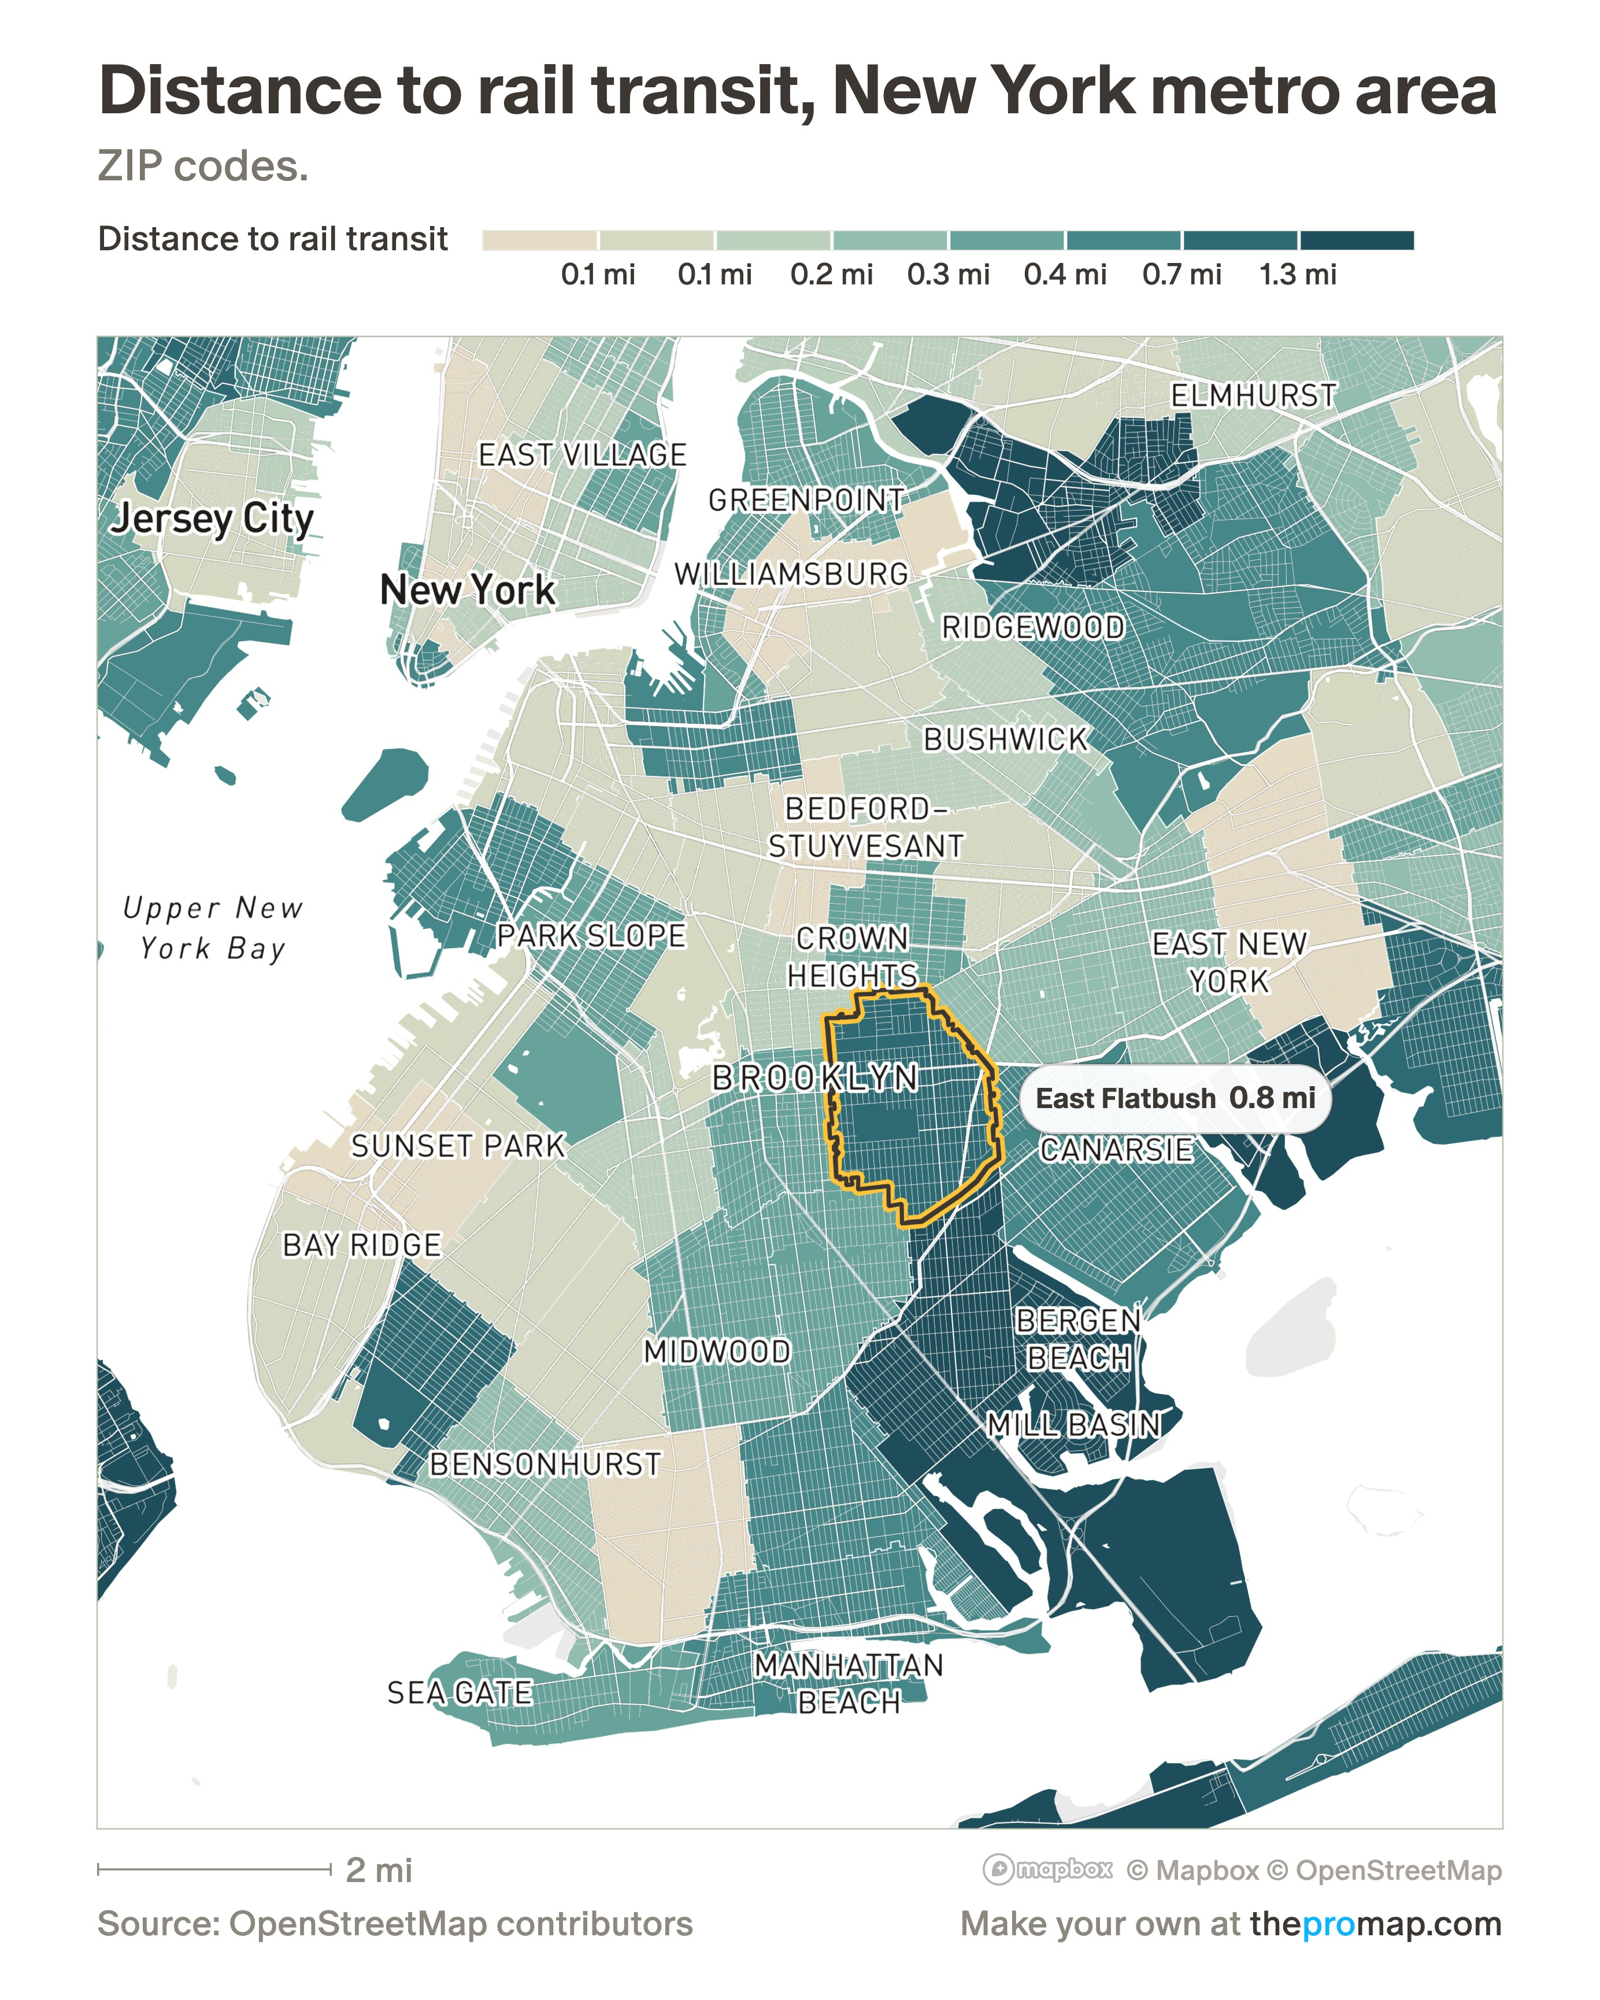 Distance to rail transit, New York metro area
ZIP codes.
Distance to rail transit
0.1 mi 0.1 mi 0.2 mi 0.3 mi 0.4 mi 0.7 mi 1.3 mi
ELMHURST
EAST VILLAGE
GREENPOINT
Jersey City
New York
WILLIAMSBURG
RIDGEWOOD
BUSHWICK
BEDFORD–
STUYVESANT
Upper New
York Bay
PARK SLOPE
CROWN
HEIGHTS
EAST NEW
YORK
BROOKLYN
East Flatbush 0.8 mi
SUNSET PARK
CANARSIE
BAY RIDGE
BERGEN
BEACH
MIDWOOD
MILL BASIN
BENSONHURST
MANHATTAN
BEACH
SEA GATE
2 mi
mapbox © Mapbox © OpenStreetMap
Source: OpenStreetMap contributors
Make your own at thepromap.com